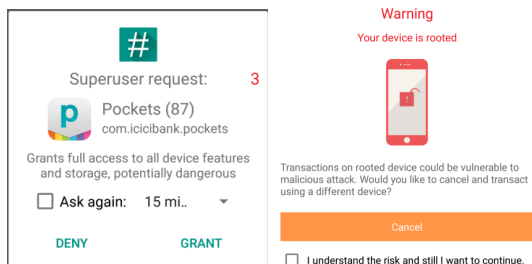 #
Superuser request:
3
p
Pockets (87)
com.icicibank.pockets
Grants full access to all device features
and storage, potentially dangerous
Ask again:
15 mi..
DENY
GRANT
Warning
Your device is rooted
!
Transactions on rooted device could be vulnerable to
malicious attack. Would you like to cancel and transact
using a different device?
Cancel
I understand the risk and still I want to continue.